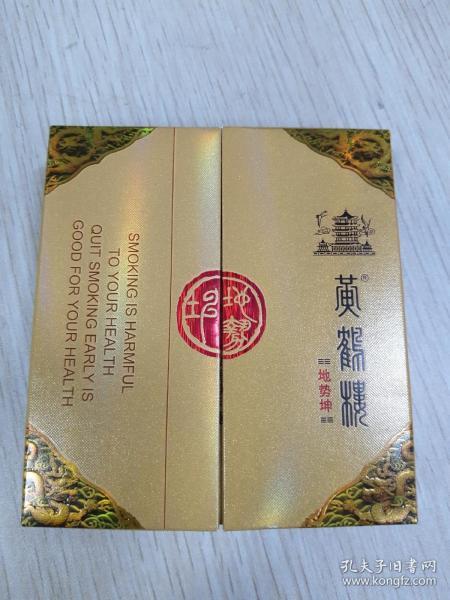 SMOKING IS HARMFUL
TO YOUR HEALTH
QUIT SMOKING EARLY IS
GOOD FOR YOUR HEALTH
地势坤
黄鹤楼®
地势坤
孔夫子旧书网
www.kongfz.com